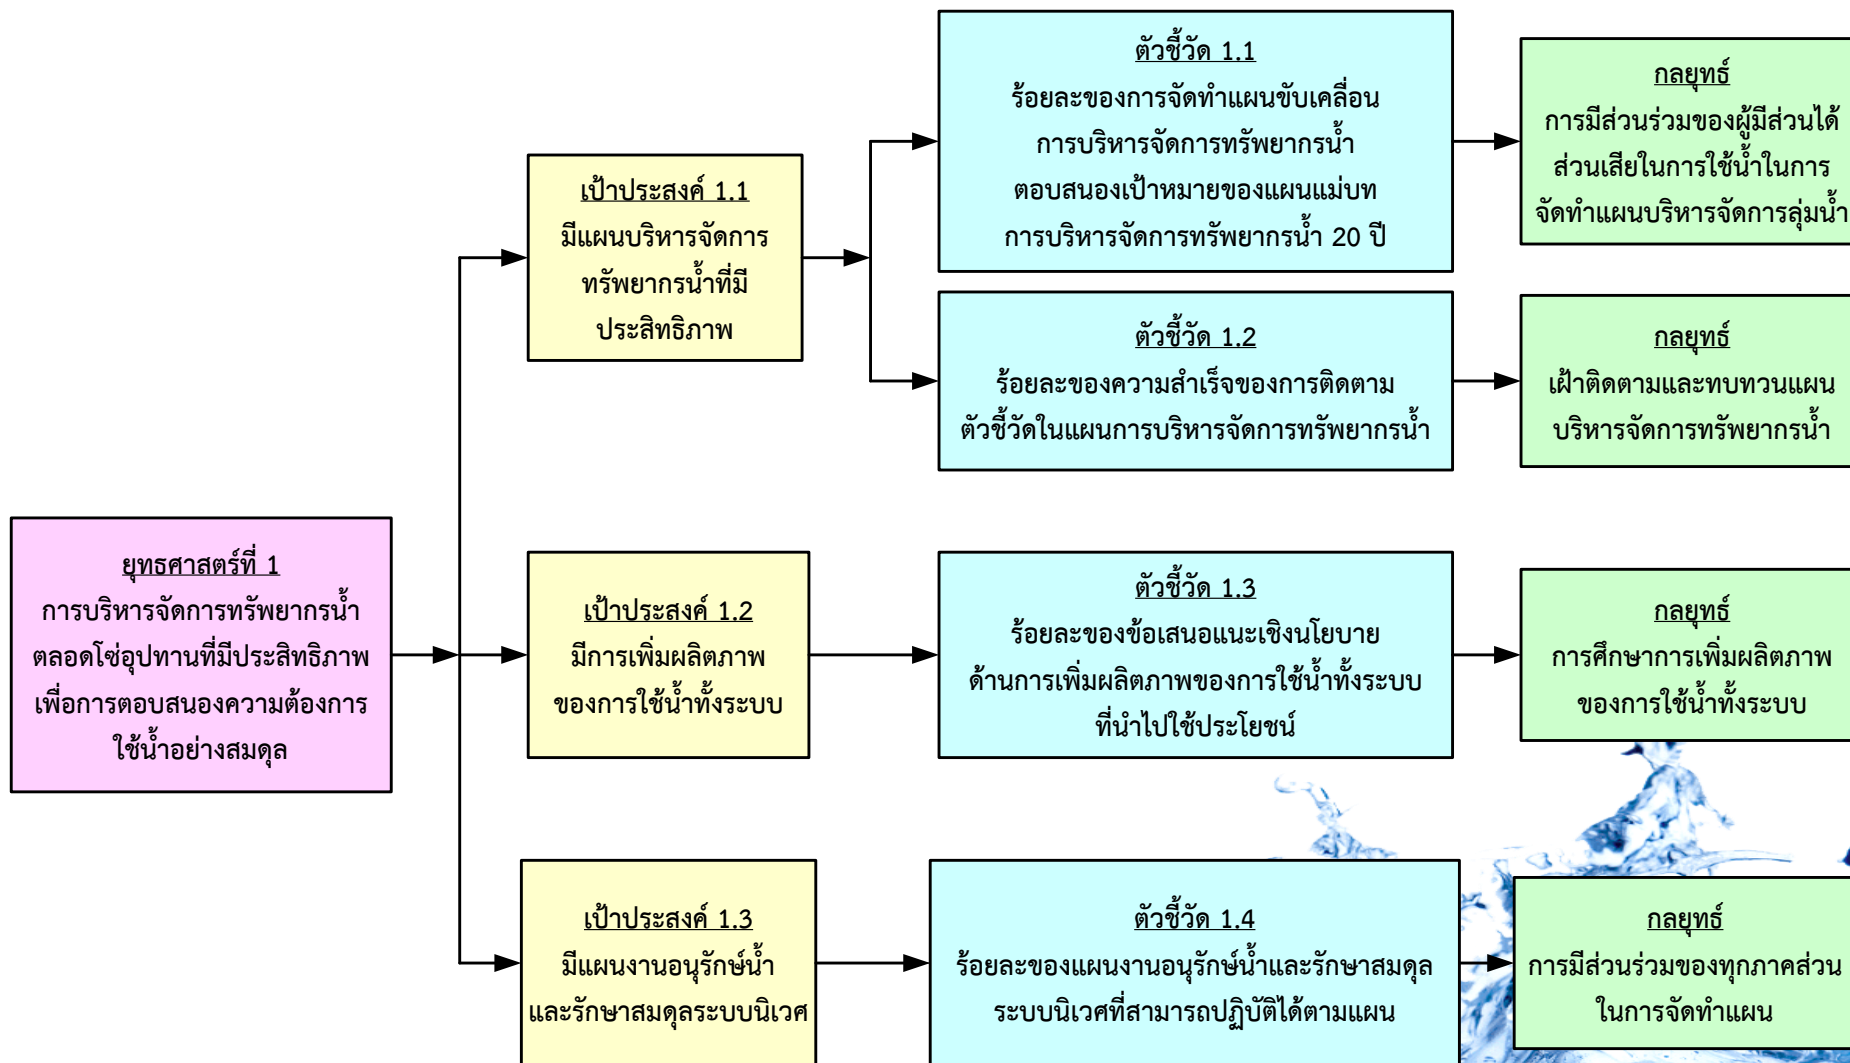 ยุทธศาสตร์ที่ 1
การบริหารจัดการทรัพยากรน้ำ
ตลอดโซ่อุปทานที่มีประสิทธิภาพ
เพื่อการตอบสนองความต้องการ
ใช้น้ำอย่างสมดุล
เป้าประสงค์ 1.1
มีแผนบริหารจัดการ
ทรัพยากรน้ำที่มี
ประสิทธิภาพ
ตัวชี้วัด 1.1
ร้อยละของการจัดทำแผนขับเคลื่อน
การบริหารจัดการทรัพยากรน้ำ
ตอบสนองเป้าหมายของแผนแม่บท
การบริหารจัดการทรัพยากรน้ำ 20 ปี
กลยุทธ์
การมีส่วนร่วมของผู้มีส่วนได้
ส่วนเสียในการใช้น้ำในการ
จัดทำแผนบริหารจัดการลุ่มน้ำ
ตัวชี้วัด 1.2
ร้อยละของความสำเร็จของการติดตาม
ตัวชี้วัดในแผนการบริหารจัดการทรัพยากรน้ำ
กลยุทธ์
เฝ้าติดตามและทบทวนแผน
บริหารจัดการทรัพยากรน้ำ
เป้าประสงค์ 1.2
มีการเพิ่มผลิตภาพ
ของการใช้น้ำทั้งระบบ
ตัวชี้วัด 1.3
ร้อยละของข้อเสนอแนะเชิงนโยบาย
ด้านการเพิ่มผลิตภาพของการใช้น้ำทั้งระบบ
ที่นำไปใช้ประโยชน์
กลยุทธ์
การศึกษาการเพิ่มผลิตภาพ
ของการใช้น้ำทั้งระบบ
เป้าประสงค์ 1.3
มีแผนงานอนุรักษ์น้ำ
และรักษาสมดุลระบบนิเวศ
ตัวชี้วัด 1.4
ร้อยละของแผนงานอนุรักษ์น้ำและรักษาสมดุล
ระบบนิเวศที่สามารถปฏิบัติได้ตามแผน
กลยุทธ์
การมีส่วนร่วมของทุกภาคส่วน
ในการจัดทำแผน